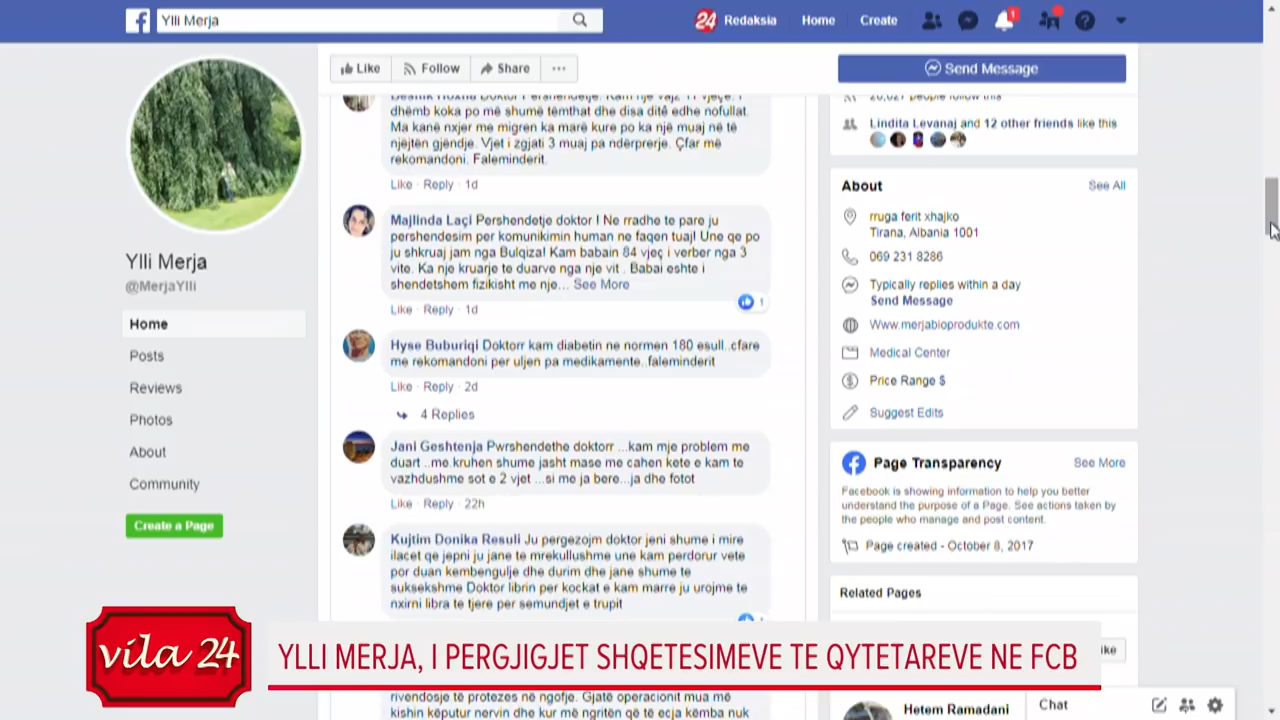 Ylli Merja
24 Redaksia Home Create
1
Like Follow Share ...
Send Message
dhëmb koka po më shumë tëmthat dhe disa ditë edhe nofullat.
Ma kanë nxjer me migren ka marë kure po ka një muaj në të
njëjtën gjëndje. Vjet i zgjati 3 muaj pa ndërprerje. Çfar më
rekomandoni. Faleminderit.
Like · Reply · 1d
Majlinda Laçi Pershendetje doktor ! Ne rradhe te pare ju
pershendesim per komunikimin human ne faqen tuaj! Une qe po
ju shkruaj jam nga Bulqiza! Kam babain 84 vjeç i verber nga 3
vite. Ka nje kruarje te duarve nga nje vit . Babai eshte i
shendetshem fizikisht me nje... See More
1
Like · Reply · 1d
Hyse Buburiqi Doktorr kam diabetin ne normen 180 esull..cfare
me rekomandoni per uljen pa medikamente..faleminderit
Like · Reply · 2d
4 Replies
Jani Geshtenja Pwrshendethe doktorr ...kam mje problem me
duart ..me.kruhen shume jasht mase me cahen kete e kam te
vazhdushme sot e 2 vjet ...si me ja bere...ja dhe fotot
Like · Reply · 22h
Kujtim Donika Resuli Ju pergezojm doktor jeni shume i mire
ilacet qe jepni ju jane te mrekullushme une kam perdorur vete
por duan kembengulje dhe durim dhe jane shume te
suksekshme Doktor librin per kockat e kam marre ju urojme te
nxirni libra te tjere per semundjet e trupit
rivendosje të protezes në ngofje. Gjatë operacionit mua më
kishin këputur nervin dhe kur më ngritën që të ecja këmba nuk
Ylli Merja
@MerjaYlli
Home
Posts
Reviews
Photos
About
Community
Create a Page
people follow this
Lindita Levanaj and 12 other friends like this
About See All
rruga ferit xhajko
Tirana, Albania 1001
069 231 8286
Typically replies within a day
Send Message
Www.merjabioprodukte.com
Medical Center
Price Range $
Suggest Edits
Page Transparency See More
Facebook is showing information to help you better
understand the purpose of a Page. See actions taken by
the people who manage and post content.
Page created - October 8, 2017
Related Pages
Hetem Ramadani
Chat
vila 24
YLLI MERJA, I PERGJIGJET SHQETESIMEVE TE QYTETAREVE NE FCB